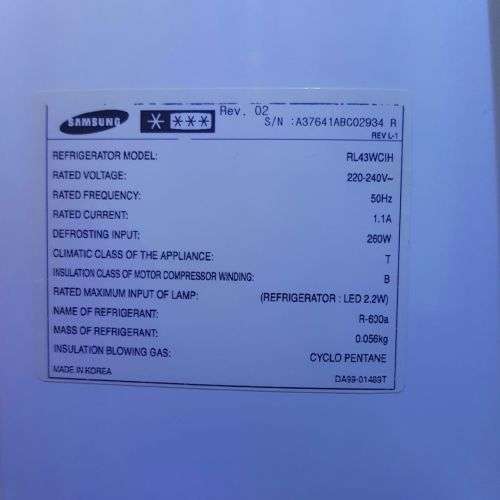 SAMSUNG * *** Rev. 02
S/N :A37641ABC02934 R
REV L-1
REFRIGERATOR MODEL: RL43WCIH
RATED VOLTAGE: 220-240V~
RATED FREQUENCY: 50Hz
RATED CURRENT: 1.1A
DEFROSTING INPUT: 260W
CLIMATIC CLASS OF THE APPLIANCE: T
INSULATION CLASS OF MOTOR COMPRESSOR WINDING: B
RATED MAXIMUM INPUT OF LAMP: (REFRIGERATOR : LED 2.2W)
NAME OF REFRIGERANT: R-600a
MASS OF REFRIGERANT: 0.056kg
INSULATION BLOWING GAS: CYCLO PENTANE
MADE IN KOREA DA99-01489T